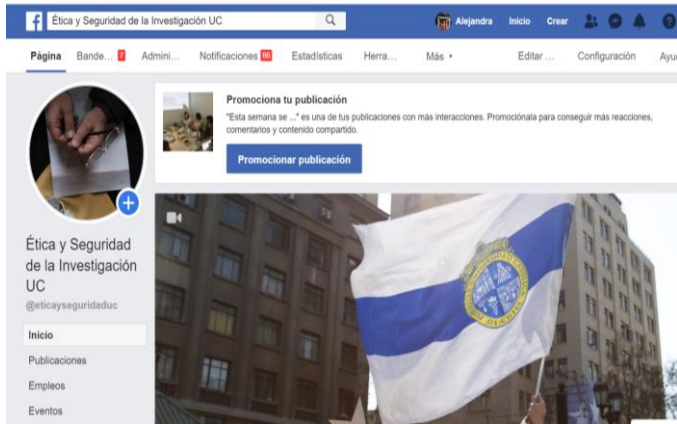 Ética y Seguridad de la Investigación UC
Alejandra Inicio Crear
Página Bande... 7 Admini... Notificaciones 66 Estadísticas Herra... Más Editar ... Configuración Ayu
Promociona tu publicación
"Esta semana se ..." es una de tus publicaciones con más interacciones. Promociónala para conseguir más reacciones,
comentarios y contenido compartido.
Promocionar publicación
Ética y Seguridad
de la Investigación
UC
@eticayseguridaduc
Inicio
Publicaciones
Empleos
Eventos